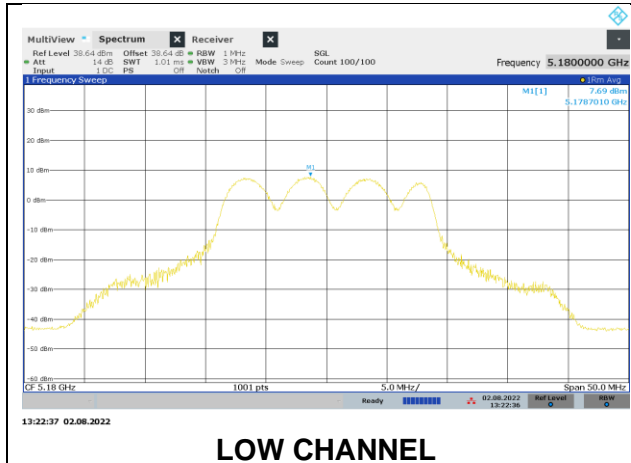 MultiView Spectrum X Receiver X
Ref Level 38.64 dBm Offset 38.64 dB RBW 1 MHz SGL
Att 14 dB SWT 1.01 ms VBW 3 MHz Mode Sweep Count 100/100 Frequency 5.1800000 GHz
Input 1 DC PS Off Notch Off
1 Frequency Sweep 1Rm Avg
M1[1] 7.69 dBm
5.1787010 GHz
30 dBm
20 dBm
M1
10 dBm
0 dBm
-10 dBm
-20 dBm
-30 dBm
-40 dBm
-50 dBm
-60 dBm
CF 5.18 GHz 1001 pts 5.0 MHz/ Span 50.0 MHz
Ready 02.08.2022 Ref Level RBW
13:22:36
13:22:37 02.08.2022
LOW CHANNEL